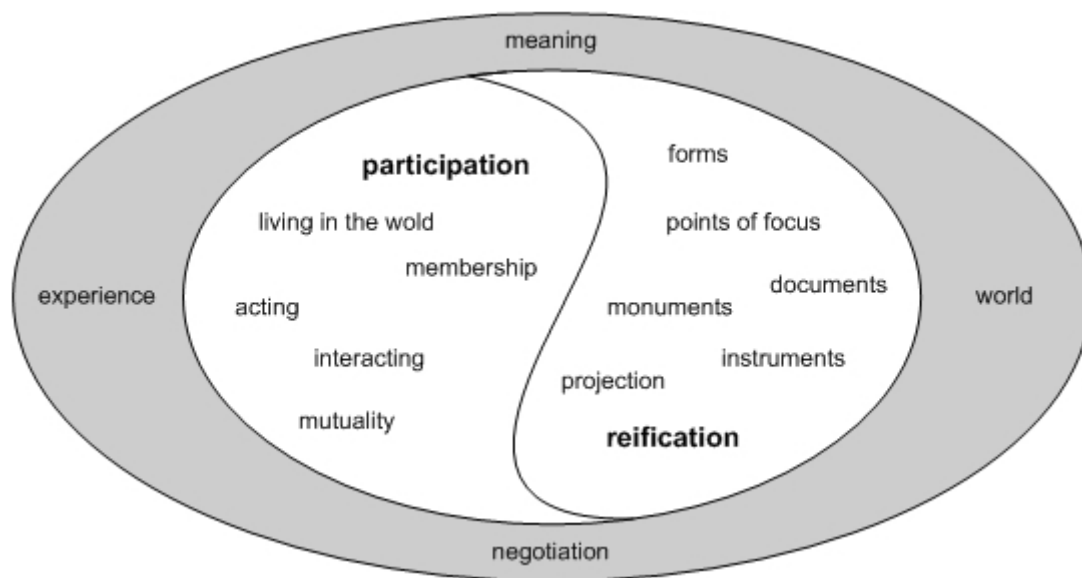 meaning
participation
forms
living in the wold
points of focus
membership
documents
experience
world
acting
monuments
interacting
instruments
projection
mutuality
reification
negotiation